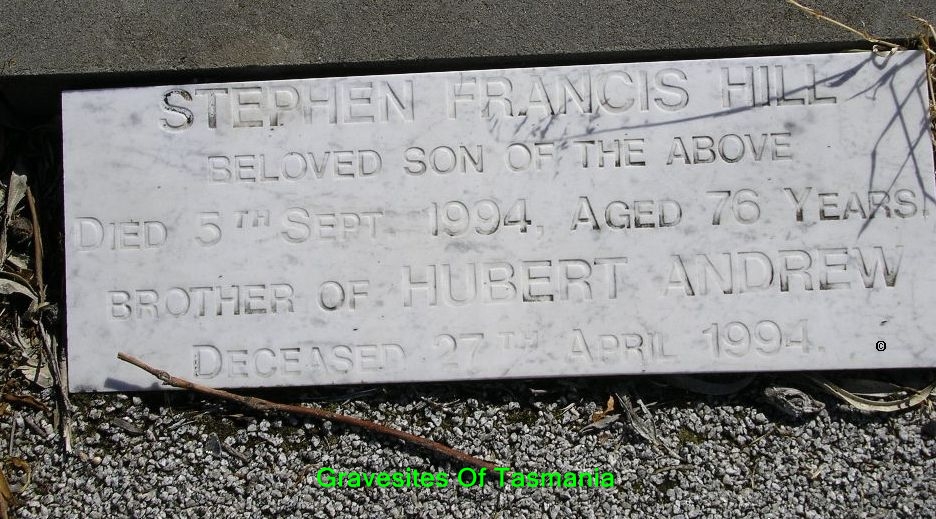 STEPHEN FRANCIS HILL
BELOVED SON OF THE ABOVE
DIED 5TH SEPT. 1994, AGED 76 YEARS.
BROTHER OF HUBERT ANDREW
DECEASED 27TH APRIL 1994.
©
Gravesites Of Tasmania